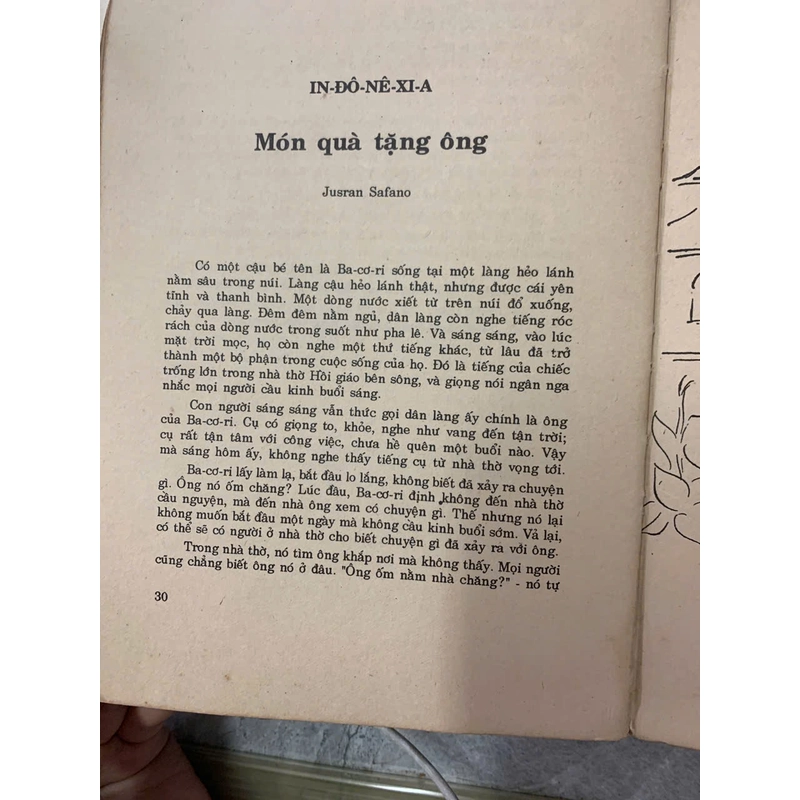 IN-ĐÔ-NÊ-XI-A
Món quà tặng ông
Jusran Safano
Có một cậu bé tên là Ba-cơ-ri sống tại một làng hẻo lánh
nằm sâu trong núi. Làng cậu hẻo lánh thật, nhưng được cái yên
tĩnh và thanh bình. Một dòng nước xiết từ trên núi đổ xuống,
chảy qua làng. Đêm đêm nằm ngủ, dân làng còn nghe tiếng róc
rách của dòng nước trong suốt như pha lê. Và sáng sáng, vào lúc
mặt trời mọc, họ còn nghe một thứ tiếng khác, từ lâu đã trở
thành một bộ phận trong cuộc sống của họ. Đó là tiếng của chiếc
trống lớn trong nhà thờ Hồi giáo bên sông, và giọng nói ngân nga
nhắc mọi người cầu kinh buổi sáng.
Con người sáng sáng vẫn thức gọi dân làng ấy chính là ông
của Ba-cơ-ri. Cụ có giọng to, khỏe, nghe như vang đến tận trời;
cụ rất tận tâm với công việc, chưa hề quên một buổi nào. Vậy
mà sáng hôm ấy, không nghe thấy tiếng cụ từ nhà thờ vọng tới.
Ba-cơ-ri lấy làm lạ, bắt đầu lo lắng, không biết đã xảy ra chuyện
gì. Ông nó ốm chăng? Lúc đầu, Ba-cơ-ri định không đến nhà thờ
cầu nguyện, mà đến nhà ông xem có chuyện gì. Thế nhưng nó lại
không muốn bắt đầu một ngày mà không cầu kinh buổi sớm. Vả lại,
có thể sẽ có người ở nhà thờ cho biết chuyện gì đã xảy ra với ông.
Trong nhà thờ, nó tìm ông khắp nơi mà không thấy. Mọi người
cũng chẳng biết ông nó ở đâu. "Ông ốm nằm nhà chăng?" - nó tự
30